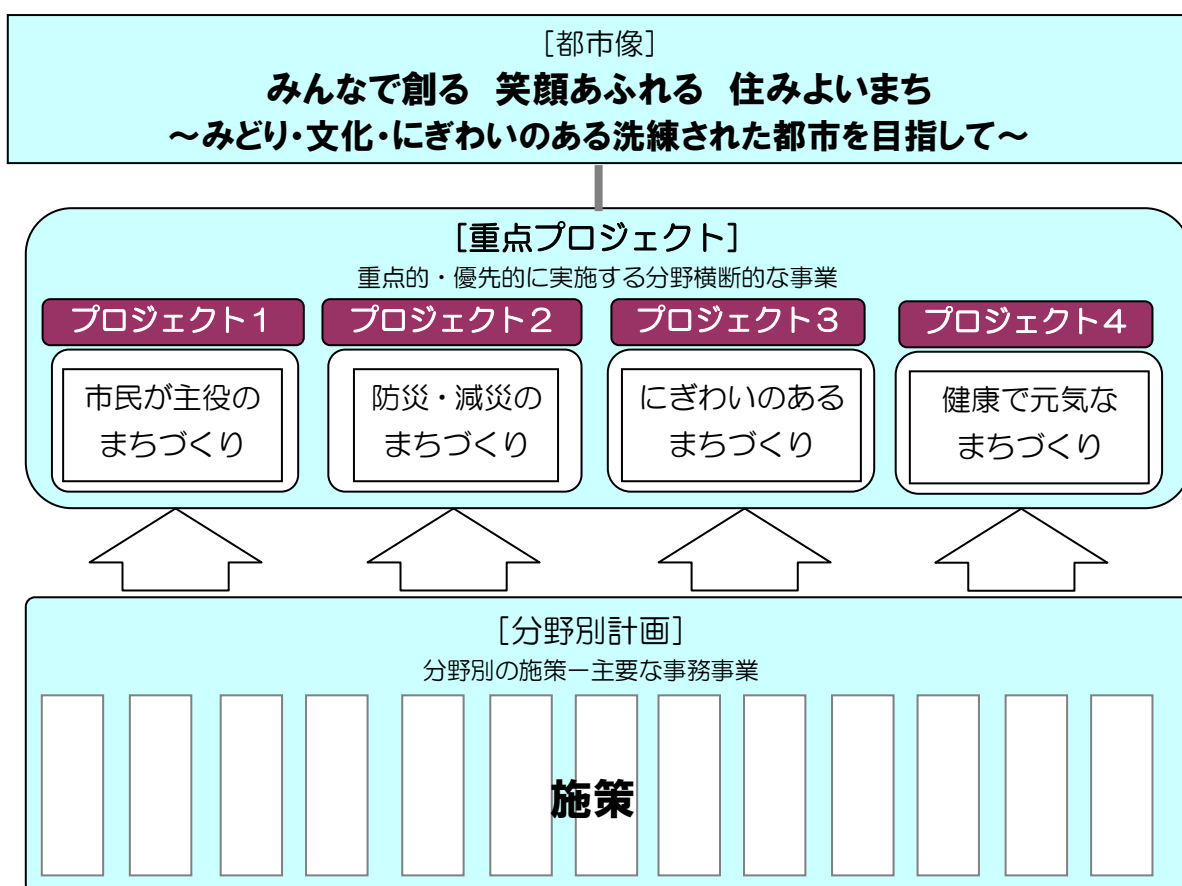 ［都市像］
みんなで創る　笑顔あふれる　住みよいまち
～みどり・文化・にぎわいのある洗練された都市を目指して～
［重点プロジェクト］
重点的・優先的に実施する分野横断的な事業
プロジェクト１
プロジェクト２
プロジェクト３
プロジェクト４
市民が主役の
まちづくり
防災・減災の
まちづくり
にぎわいのある
まちづくり
健康で元気な
まちづくり
［分野別計画］
分野別の施策－主要な事務事業
施策